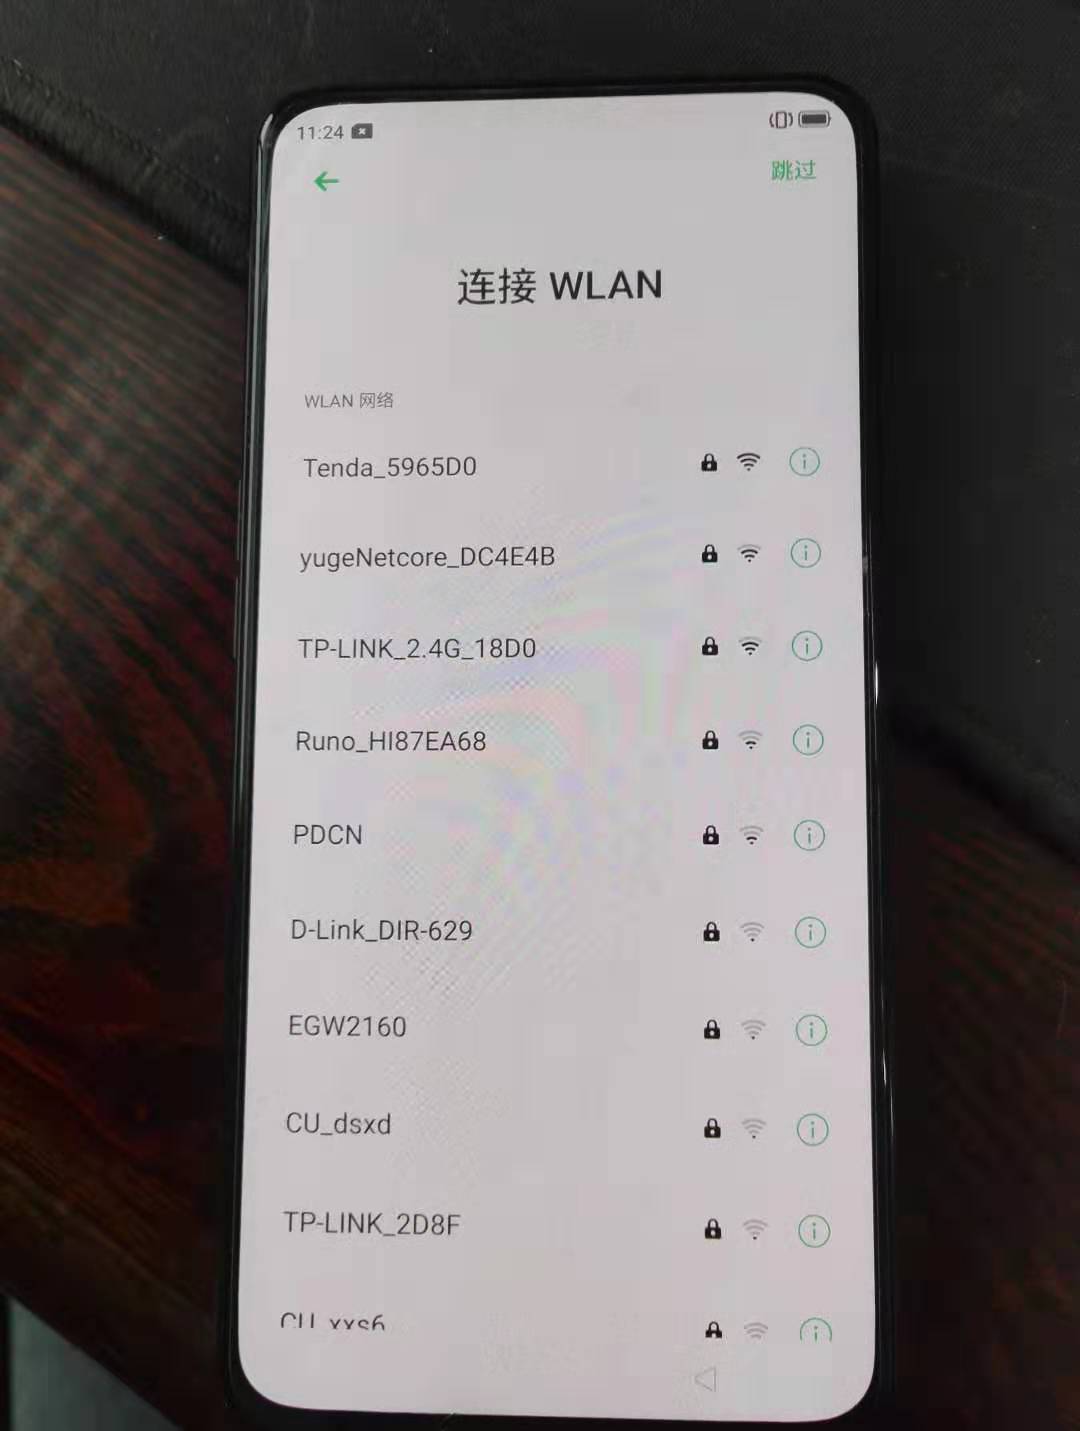 11:24
跳过
连接 WLAN
WLAN 网络
Tenda_5965D0
yugeNetcore_DC4E4B
TP-LINK_2.4G_18D0
Runo_HI87EA68
PDCN
D-Link_DIR-629
EGW2160
CU_dsxd
TP-LINK_2D8F
CU_xxs6